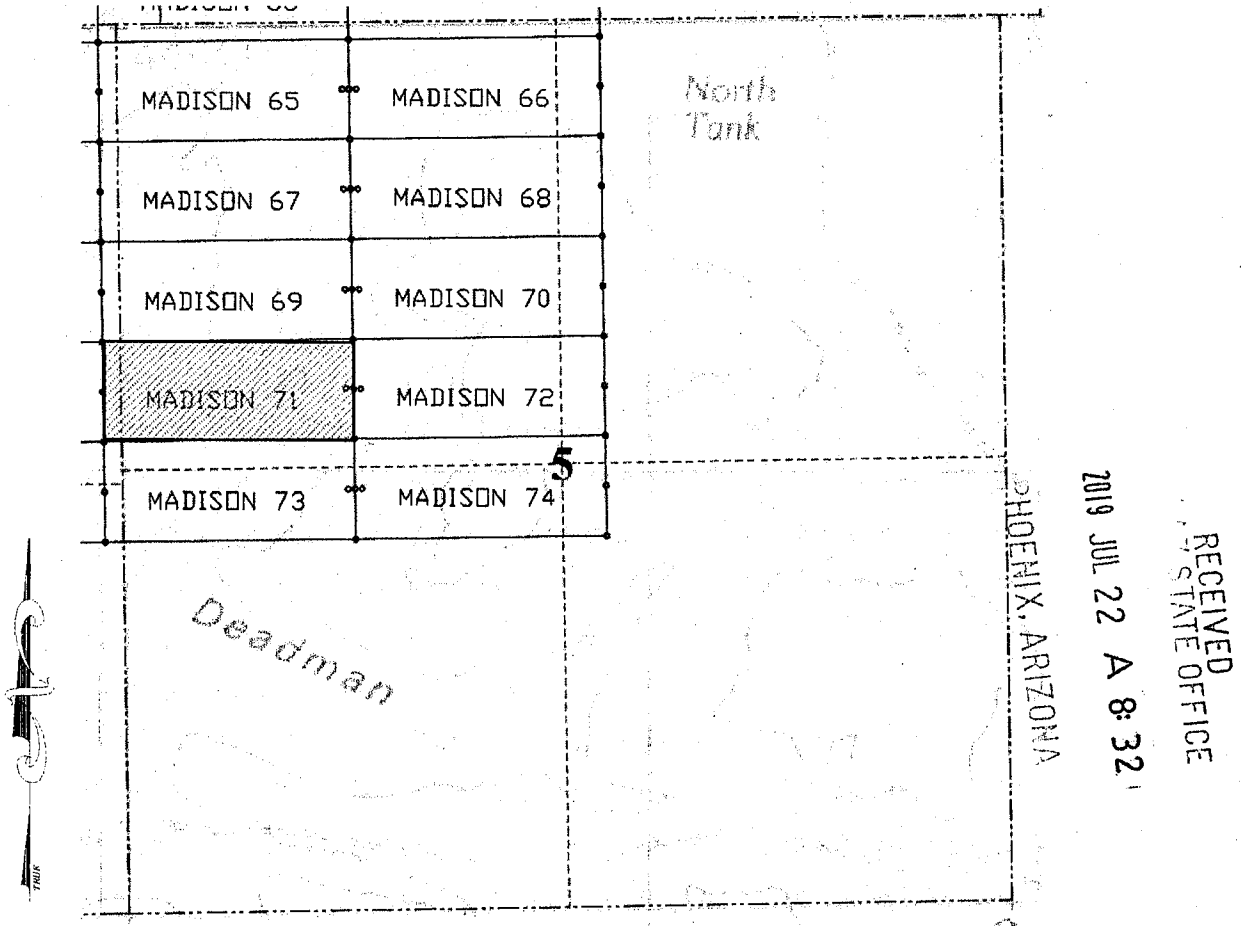 MADISON 65
MADISON 66
North
Tank
MADISON 67
MADISON 68
MADISON 69
MADISON 70
MADISON 71
MADISON 72
5
MADISON 73
MADISON 74
Deadman
RECEIVED
STATE OFFICE
2019 JUL 22 A 8:32
PHOENIX, ARIZONA
TRUE